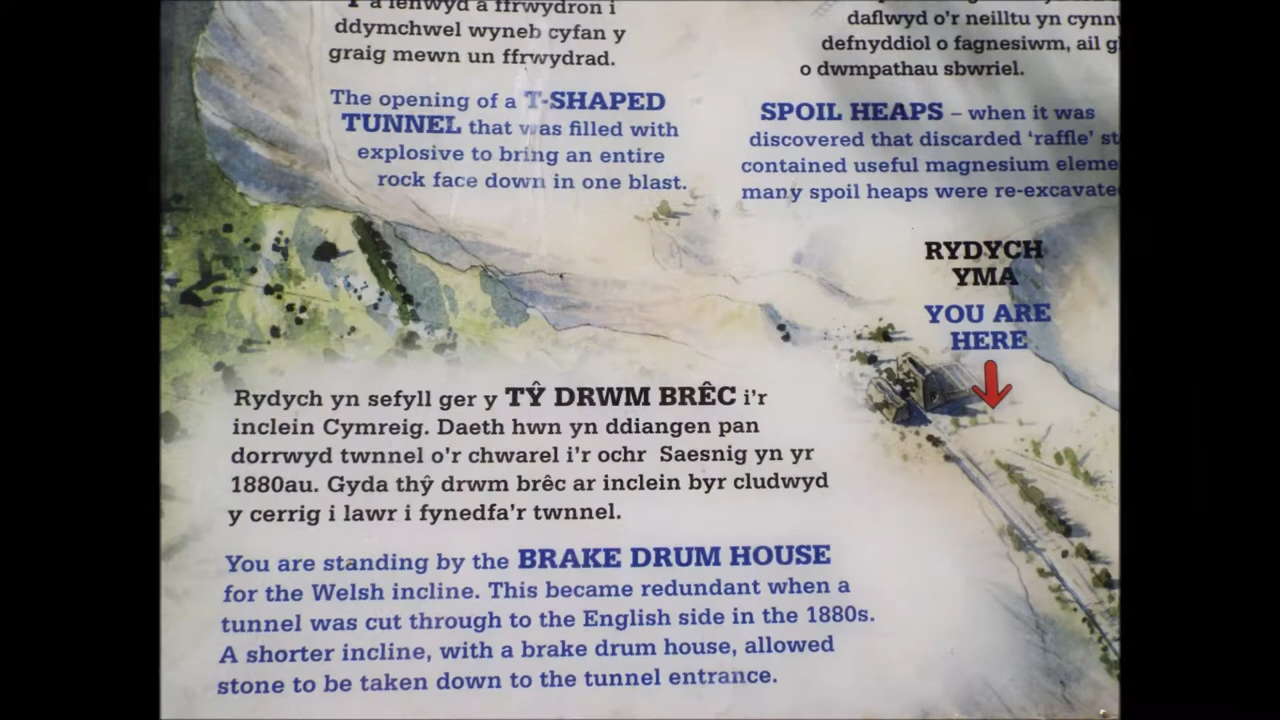 a lenwyd â ffrwydron i
ddymchwel wyneb cyfan y
graig mewn un ffrwydrad.
The opening of a T-SHAPED
TUNNEL that was filled with
explosive to bring an entire
rock face down in one blast.
daflwyd o'r neilltu yn
defnyddiol o fagnesiwm, ail
o dwmpathau sbwriel.
SPOIL HEAPS – when it was
discovered that discarded 'raffle'
contained useful magnesium
many spoil heaps were
RYDYCH
YMA
YOU ARE
HERE
Rydych yn sefyll ger y TŶ DRWM BRÊC i'r
inclein Cymreig. Daeth hwn yn ddiangen pan
dorrwyd twnnel o'r chwarel i'r ochr Saesnig yn yr
1880au. Gyda thŷ drwm brêc ar inclein byr cludwyd
y cerrig i lawr i fynedfa'r twnnel.
You are standing by the BRAKE DRUM HOUSE
for the Welsh incline. This became redundant when a
tunnel was cut through to the English side in the 1880s.
A shorter incline, with a brake drum house, allowed
stone to be taken down to the tunnel entrance.